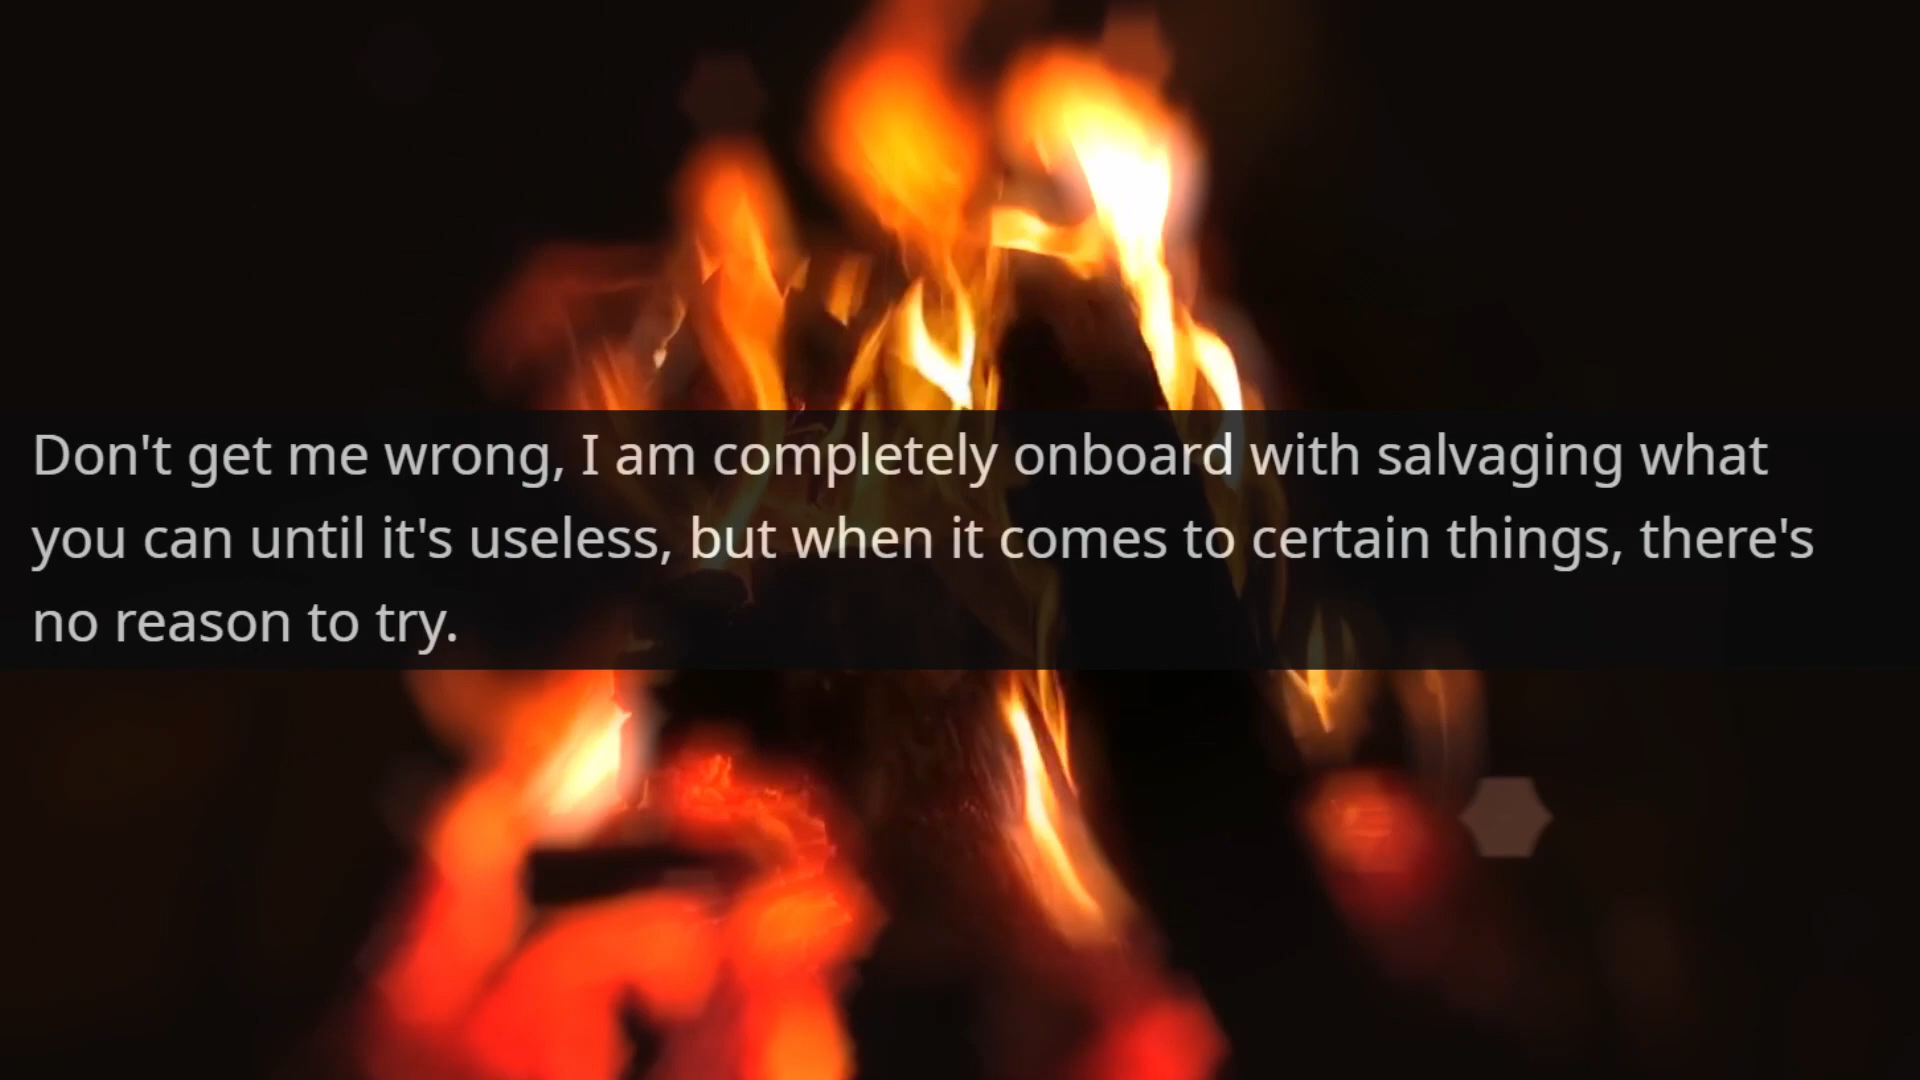 Don't get me wrong, I am completely onboard with salvaging what
you can until it's useless, but when it comes to certain things, there's
no reason to try.